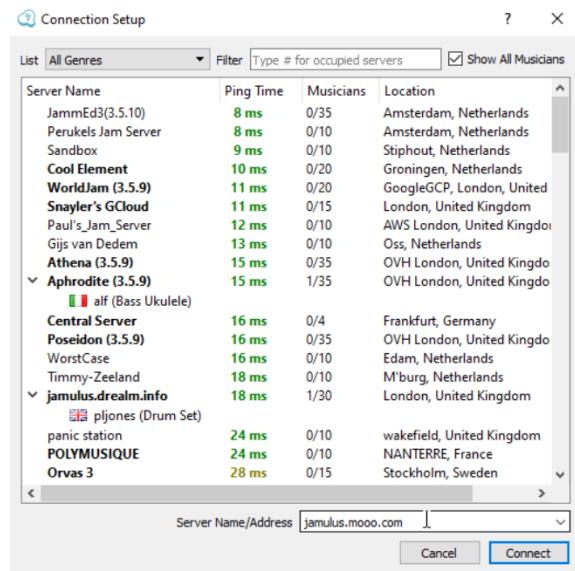 Connection Setup ? ×
List All Genres Filter Type # for occupied servers Show All Musicians
Server Name Ping Time Musicians Location
JammEd3(3.5.10) 8 ms 0/35 Amsterdam, Netherlands
Perukels Jam Server 8 ms 0/10 Amsterdam, Netherlands
Sandbox 9 ms 0/10 Stiphout, Netherlands
Cool Element 10 ms 0/20 Groningen, Netherlands
WorldJam (3.5.9) 11 ms 0/20 GoogleGCP, London, United
Snayler's GCloud 11 ms 0/15 London, United Kingdom
Paul's_Jam_Server 12 ms 0/10 AWS London, United Kingdo
Gijs van Dedem 13 ms 0/10 Oss, Netherlands
Athena (3.5.9) 15 ms 0/35 OVH London, United Kingdo
Aphrodite (3.5.9) 15 ms 1/35 OVH London, United Kingdo
alf (Bass Ukulele)
Central Server 16 ms 0/4 Frankfurt, Germany
Poseidon (3.5.9) 16 ms 0/35 OVH London, United Kingdo
WorstCase 16 ms 0/10 Edam, Netherlands
Timmy-Zeeland 18 ms 0/10 M'burg, Netherlands
jamulus.drealm.info 18 ms 1/30 London, United Kingdom
pljones (Drum Set)
panic station 24 ms 0/10 wakefield, United Kingdom
POLYMUSIQUE 24 ms 0/10 NANTERRE, France
Orvas 3 28 ms 0/15 Stockholm, Sweden
Server Name/Address jamulus.mooo.com
Cancel Connect